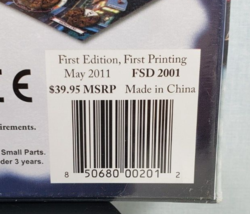 First Edition, First Printing
May 2011 FSD 2001
$39.95 MSRP Made in China
CE
irements.
Small Parts.
der 3 years.
8 50680 00201 2